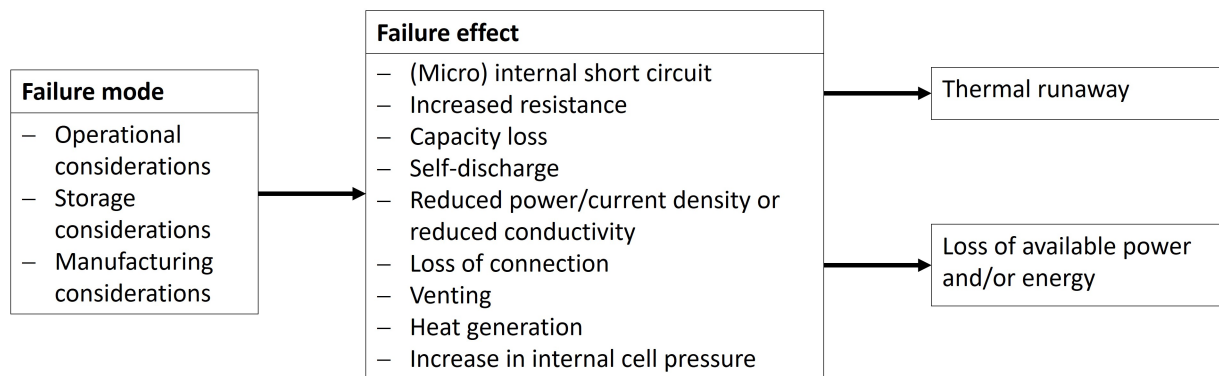 Failure mode
– Operational
considerations
– Storage
considerations
– Manufacturing
considerations
Failure effect
– (Micro) internal short circuit
– Increased resistance
– Capacity loss
– Self-discharge
– Reduced power/current density or
reduced conductivity
– Loss of connection
– Venting
– Heat generation
– Increase in internal cell pressure
Thermal runaway
Loss of available power
and/or energy